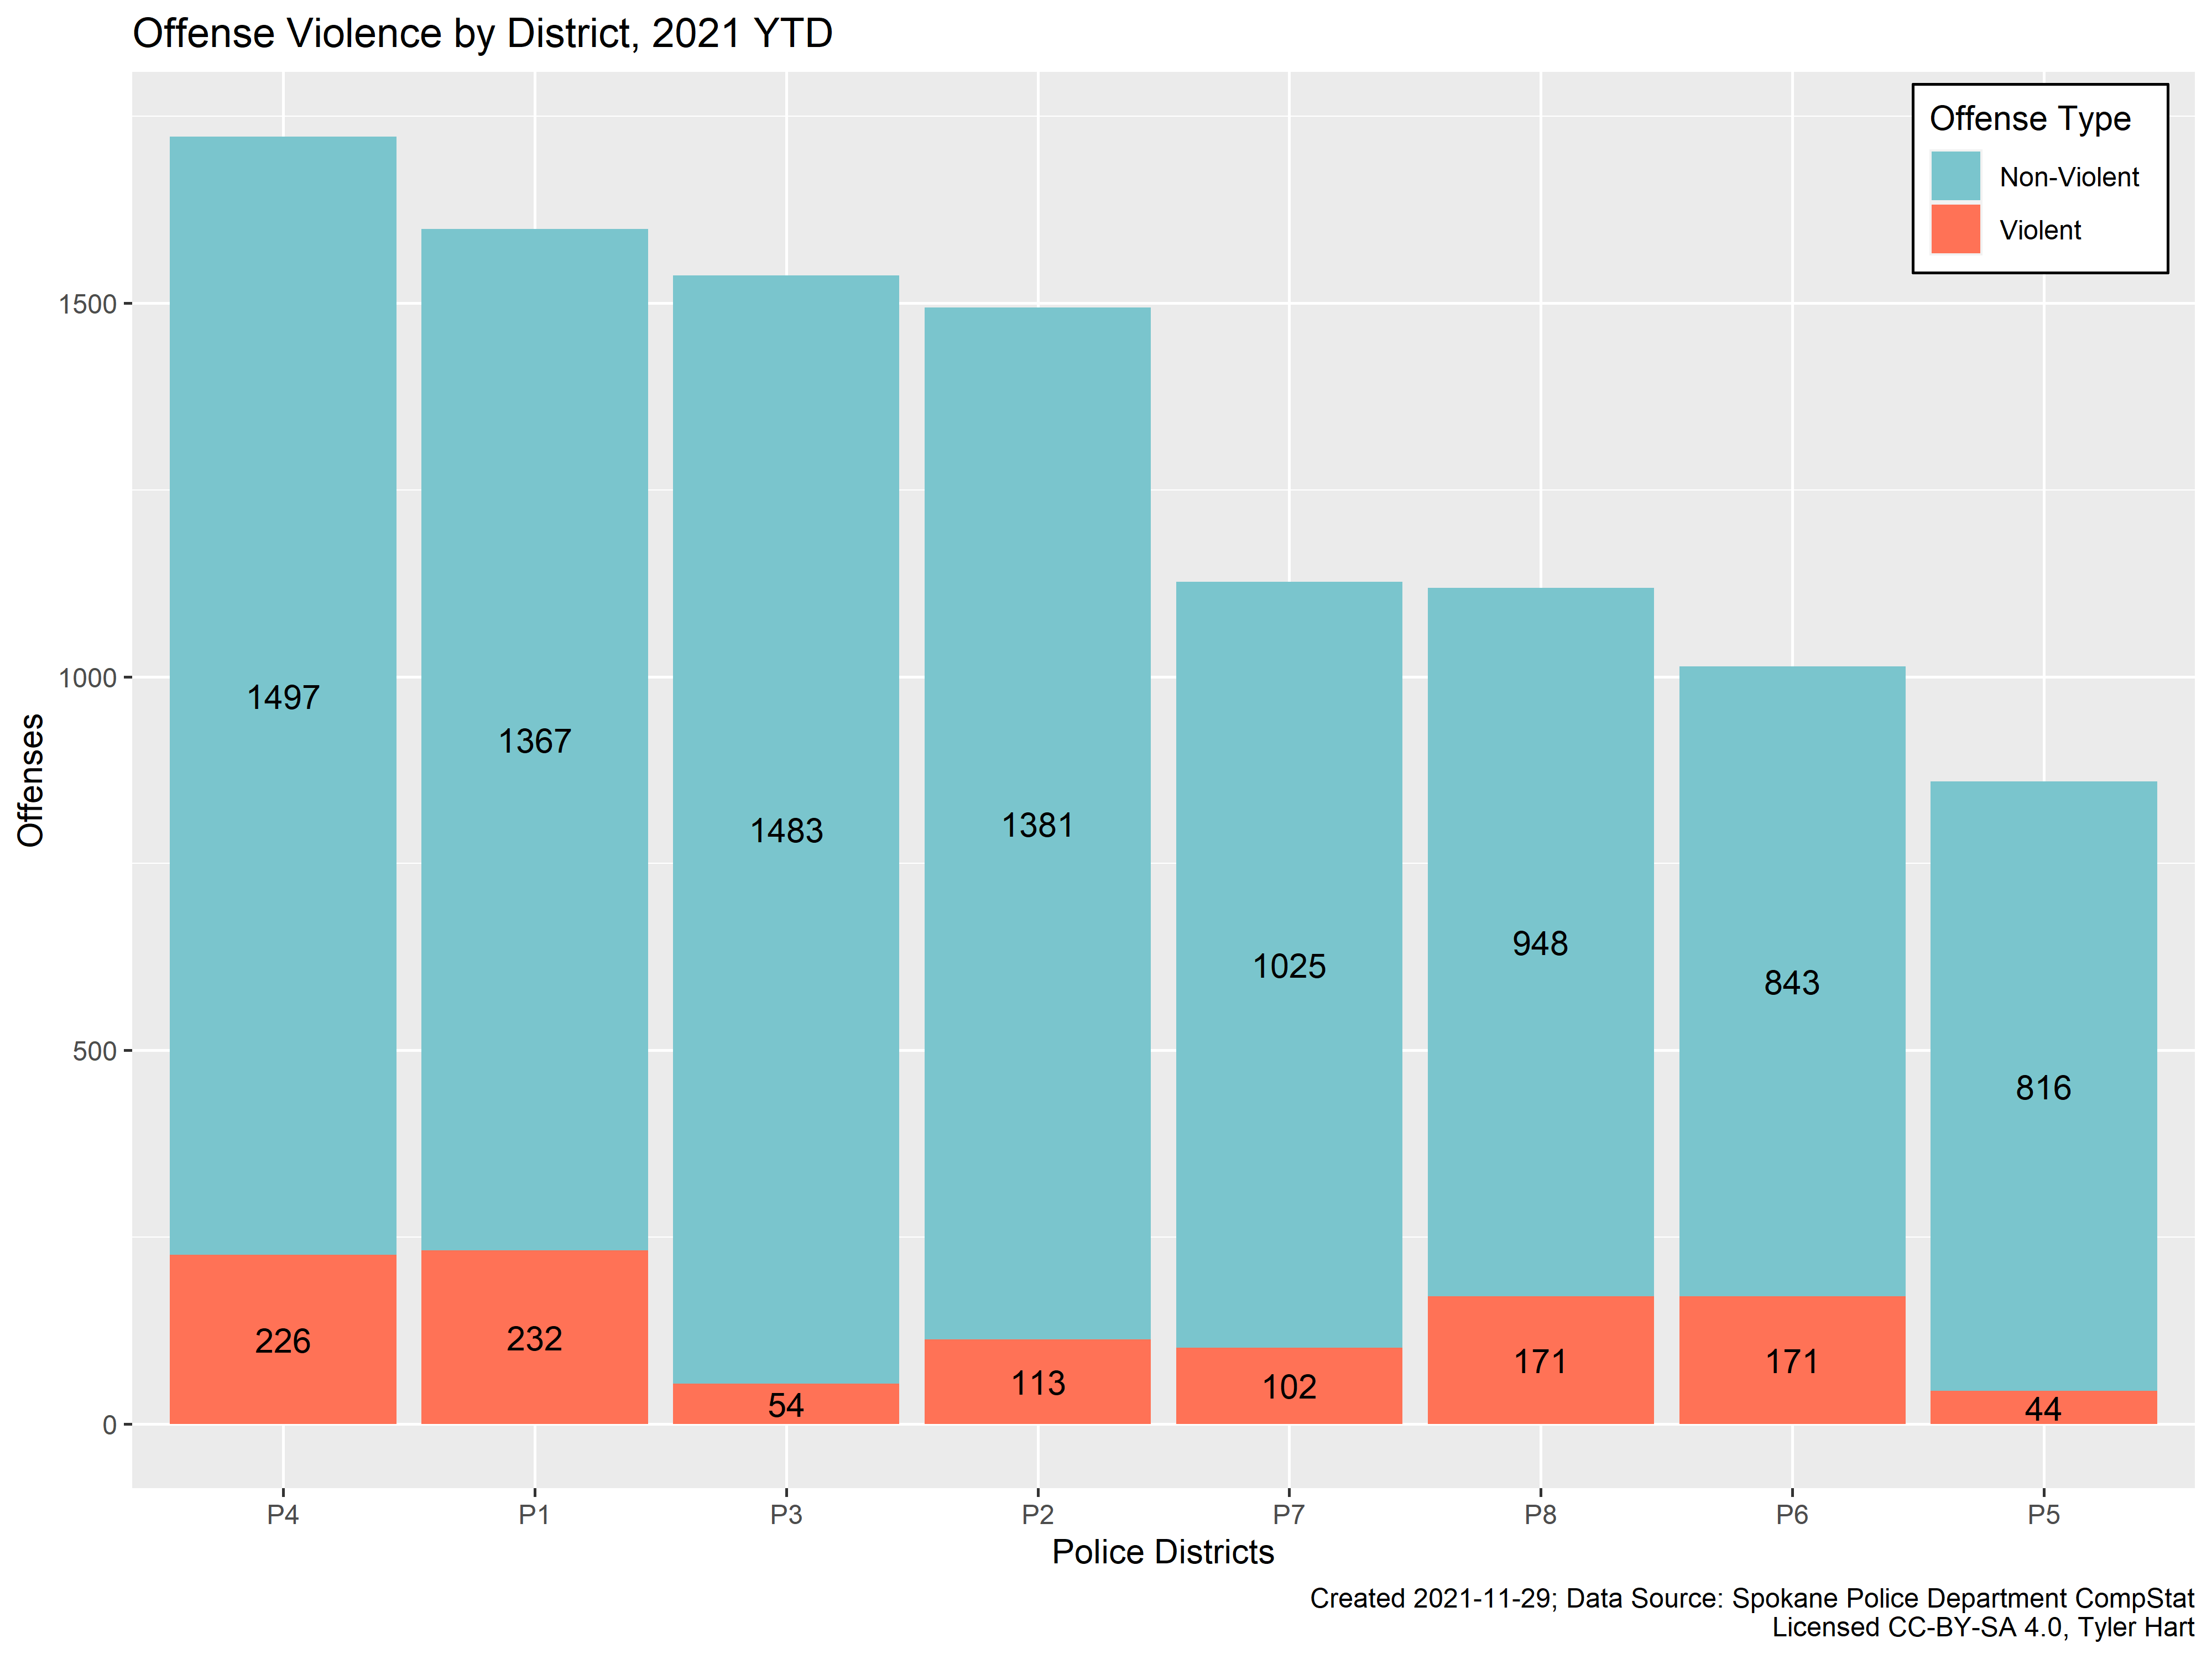 Offense Violence by District, 2021 YTD
Offense Type
Non-Violent
Violent
Offenses
1500
1000
500
0
1497
1367
1483
1381
1025
948
843
816
226
232
54
113
102
171
171
44
P4 P1 P3 P2 P7 P8 P6 P5
Police Districts
Created 2021-11-29; Data Source: Spokane Police Department CompStat
Licensed CC-BY-SA 4.0, Tyler Hart